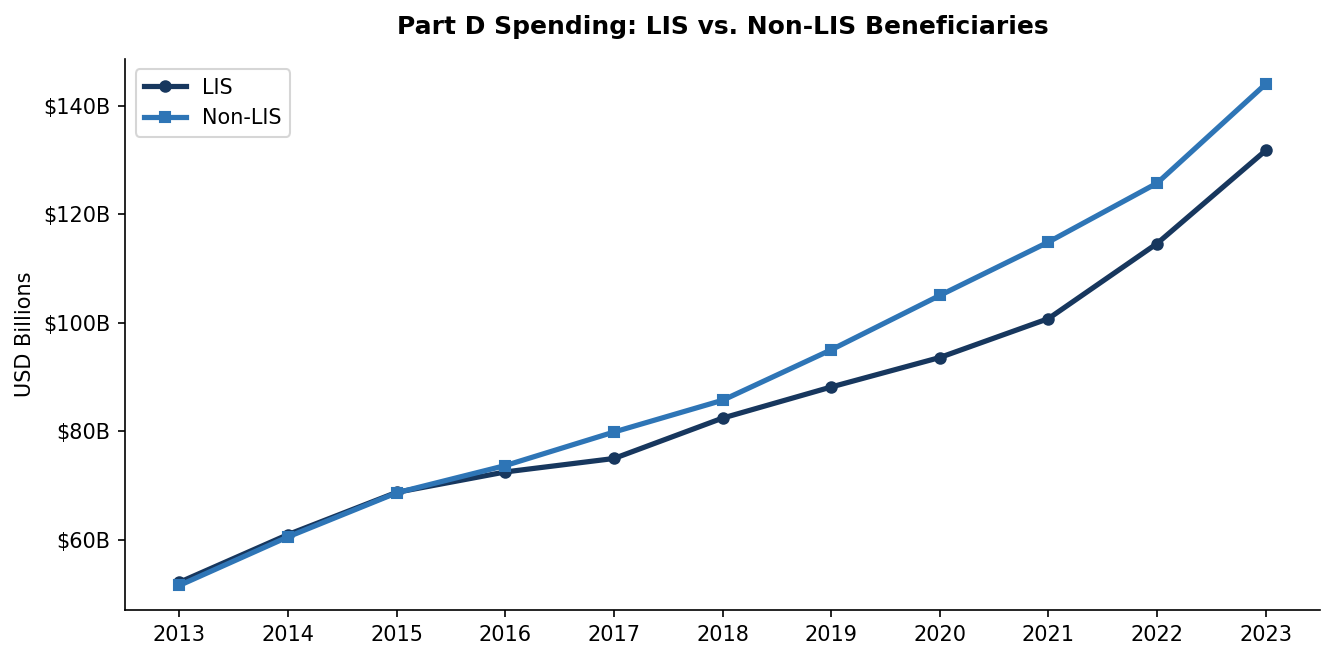 Part D Spending: LIS vs. Non-LIS Beneficiaries
LIS
Non-LIS
USD Billions
$140B
$120B
$100B
$80B
$60B
2013 2014 2015 2016 2017 2018 2019 2020 2021 2022 2023